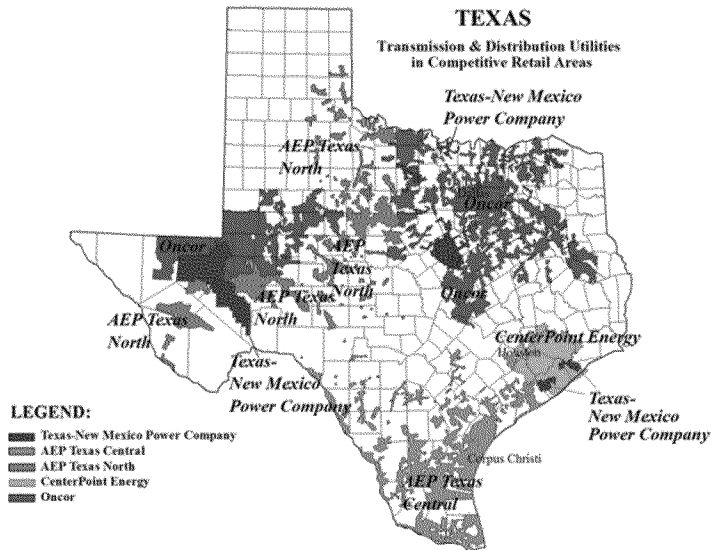 TEXAS
Transmission & Distribution Utilities
in Competitive Retail Areas
Texas-New Mexico
Power Company
AEP Texas
North
Oncor
Oncor
AEP
Texas
North
AEP Texas
North
Oncor
AEP Texas
North
CenterPoint Energy
Houston
Texas-
New Mexico
Power Company
Texas-
New Mexico
Power Company
Corpus Christi
AEP Texas
Central
LEGEND:
Texas-New Mexico Power Company
AEP Texas Central
AEP Texas North
CenterPoint Energy
Oncor